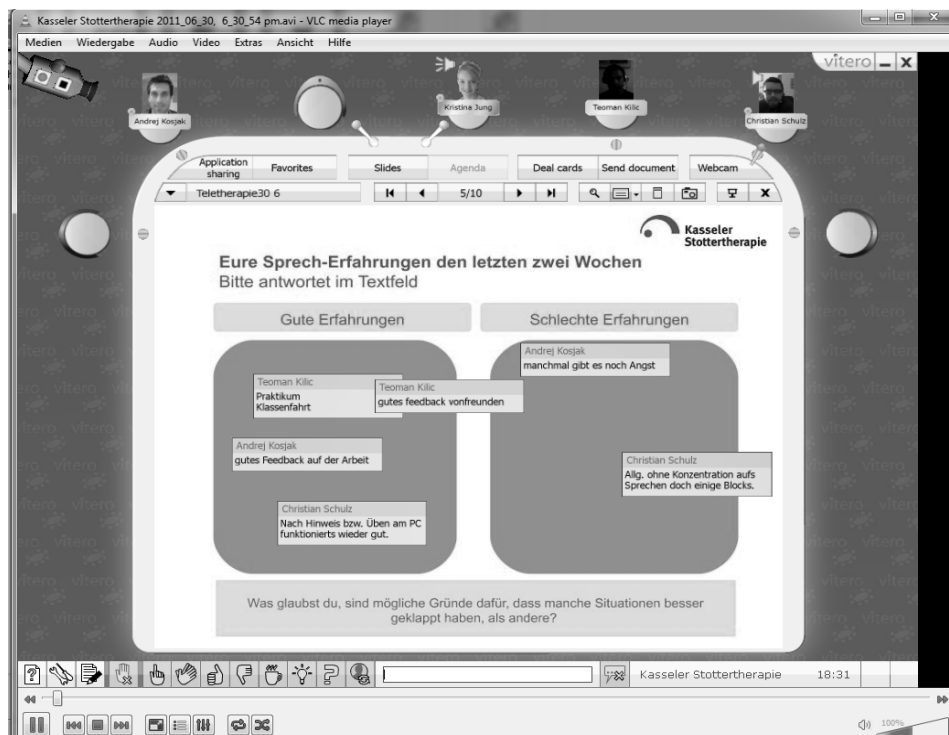 Kasseler Stottertherapie 2011_06_30, 6_30_54 pm.avi - VLC media player
Medien Wiedergabe Audio Video Extras Ansicht Hilfe
vitero
Andrej Kosjak
Kristina Jung
Teoman Kilic
Christian Schulz
Application sharing
Favorites
Slides
Agenda
Deal cards
Send document
Webcam
Teletherapie30 6
5/10
Kasseler
Stottertherapie
Eure Sprech-Erfahrungen den letzten zwei Wochen
Bitte antwortet im Textfeld
Gute Erfahrungen
Schlechte Erfahrungen
Andrej Kosjak
manchmal gibt es noch Angst
Teoman Kilic
Praktikum
Klassenfahrt
Teoman Kilic
gutes feedback vonfreunden
Andrej Kosjak
gutes Feedback auf der Arbeit
Christian Schulz
Allg. ohne Konzentration aufs
Sprechen doch einige Blocks.
Christian Schulz
Nach Hinweis bzw. Üben am PC
funktionierts wieder gut.
Was glaubst du, sind mögliche Gründe dafür, dass manche Situationen besser
geklappt haben, als andere?
Kasseler Stottertherapie
18:31
100%